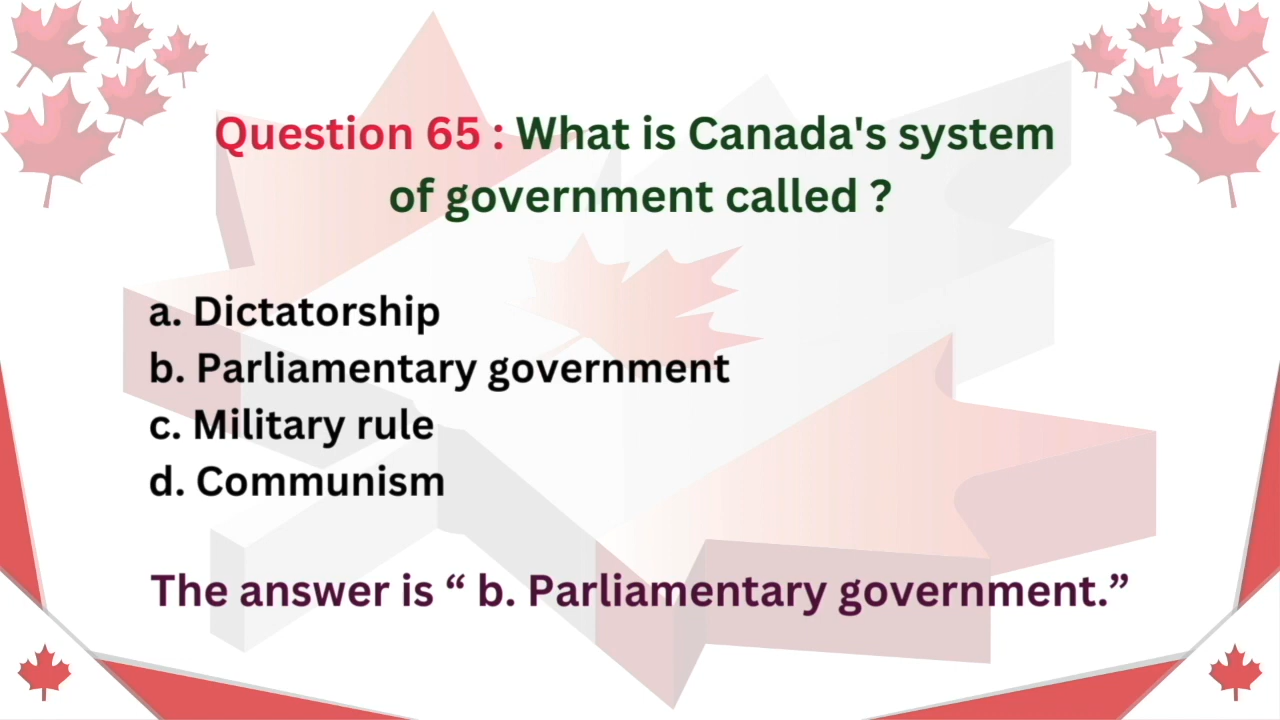 Question 65 : What is Canada's system
of government called ?
a. Dictatorship
b. Parliamentary government
c. Military rule
d. Communism
The answer is “ b. Parliamentary government.”